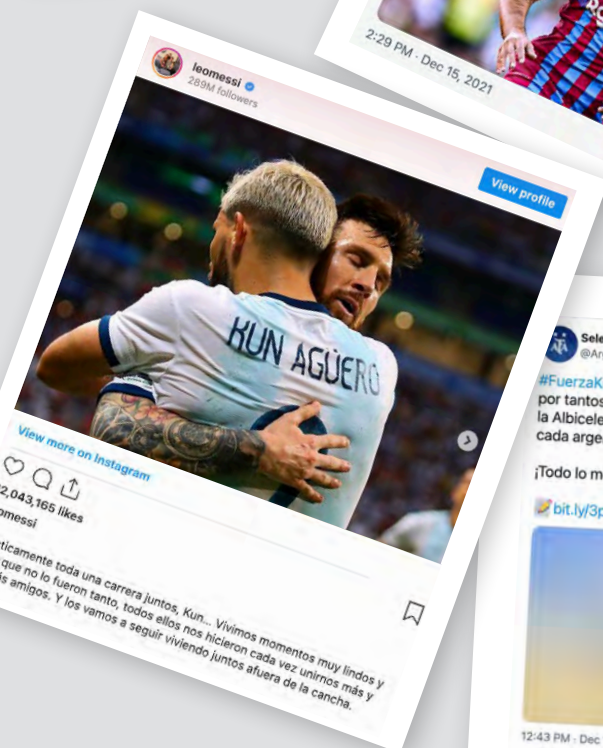 2:29 PM · Dec 15, 2021
leomessi
289M followers
View profile
KUN AGÜERO
View more on Instagram
2,043,165 likes
omessi
ticamente toda una carrera juntos, Kun... Vivimos momentos muy lindos y
que no lo fueron tanto, todos ellos nos hicieron cada vez unirnos más y
s amigos. Y los vamos a seguir viviendo juntos afuera de la cancha.
Sele
@Ar
#FuerzaK
por tantos
la Albicele
cada arge
¡Todo lo m
bit.ly/3p
12:43 PM · Dec